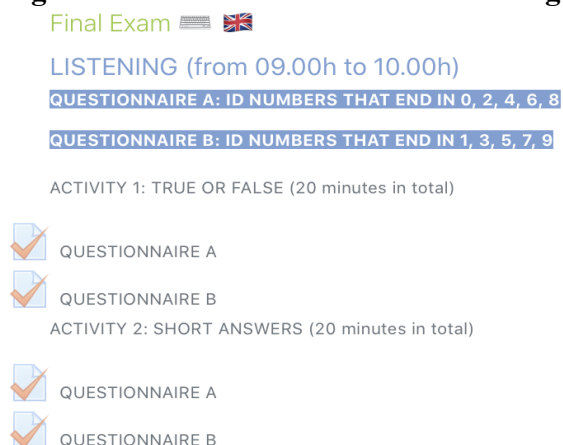 Final Exam
LISTENING (from 09.00h to 10.00h)
QUESTIONNAIRE A: ID NUMBERS THAT END IN 0, 2, 4, 6, 8
QUESTIONNAIRE B: ID NUMBERS THAT END IN 1, 3, 5, 7, 9
ACTIVITY 1: TRUE OR FALSE (20 minutes in total)
QUESTIONNAIRE A
QUESTIONNAIRE B
ACTIVITY 2: SHORT ANSWERS (20 minutes in total)
QUESTIONNAIRE A
QUESTIONNAIRE B